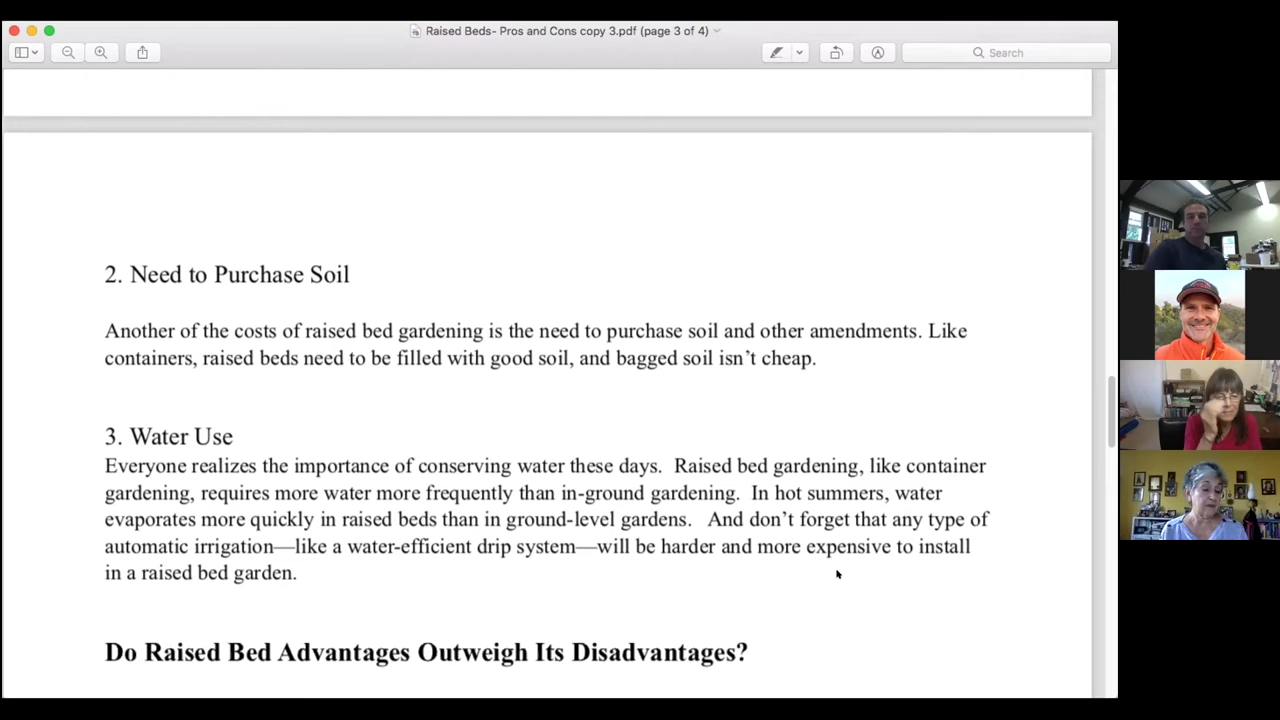 Raised Beds- Pros and Cons copy 3.pdf (page 3 of 4)
Search
2. Need to Purchase Soil
Another of the costs of raised bed gardening is the need to purchase soil and other amendments. Like
containers, raised beds need to be filled with good soil, and bagged soil isn’t cheap.
3. Water Use
Everyone realizes the importance of conserving water these days.  Raised bed gardening, like container
gardening, requires more water more frequently than in-ground gardening.  In hot summers, water
evaporates more quickly in raised beds than in ground-level gardens.   And don’t forget that any type of
automatic irrigation—like a water-efficient drip system—will be harder and more expensive to install
in a raised bed garden.
Do Raised Bed Advantages Outweigh Its Disadvantages?